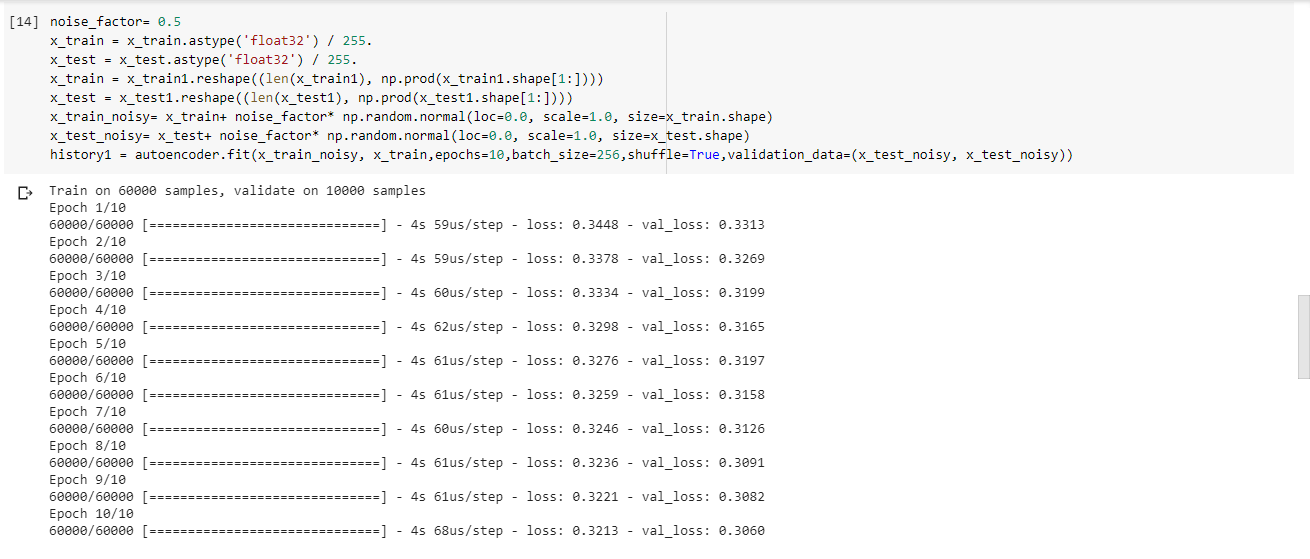 [14] noise_factor= 0.5
x_train = x_train.astype('float32') / 255.
x_test = x_test.astype('float32') / 255.
x_train = x_train1.reshape((len(x_train1), np.prod(x_train1.shape[1:])))
x_test = x_test1.reshape((len(x_test1), np.prod(x_test1.shape[1:])))
x_train_noisy= x_train+ noise_factor* np.random.normal(loc=0.0, scale=1.0, size=x_train.shape)
x_test_noisy= x_test+ noise_factor* np.random.normal(loc=0.0, scale=1.0, size=x_test.shape)
history1 = autoencoder.fit(x_train_noisy, x_train,epochs=10,batch_size=256,shuffle=True,validation_data=(x_test_noisy, x_test_noisy))
Train on 60000 samples, validate on 10000 samples
Epoch 1/10
60000/60000 [==============================] - 4s 59us/step - loss: 0.3448 - val_loss: 0.3313
Epoch 2/10
60000/60000 [==============================] - 4s 59us/step - loss: 0.3378 - val_loss: 0.3269
Epoch 3/10
60000/60000 [==============================] - 4s 60us/step - loss: 0.3334 - val_loss: 0.3199
Epoch 4/10
60000/60000 [==============================] - 4s 62us/step - loss: 0.3298 - val_loss: 0.3165
Epoch 5/10
60000/60000 [==============================] - 4s 61us/step - loss: 0.3276 - val_loss: 0.3197
Epoch 6/10
60000/60000 [==============================] - 4s 61us/step - loss: 0.3259 - val_loss: 0.3158
Epoch 7/10
60000/60000 [==============================] - 4s 60us/step - loss: 0.3246 - val_loss: 0.3126
Epoch 8/10
60000/60000 [==============================] - 4s 61us/step - loss: 0.3236 - val_loss: 0.3091
Epoch 9/10
60000/60000 [==============================] - 4s 61us/step - loss: 0.3221 - val_loss: 0.3082
Epoch 10/10
60000/60000 [==============================] - 4s 68us/step - loss: 0.3213 - val_loss: 0.3060